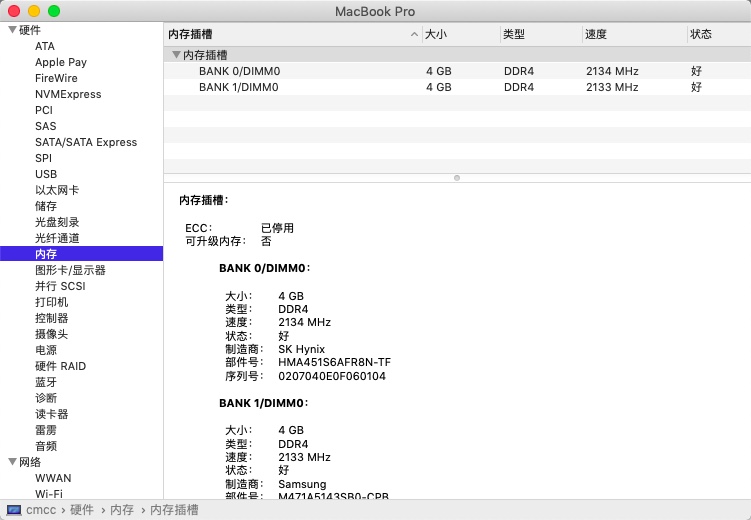 MacBook Pro
硬件
ATA
Apple Pay
FireWire
NVMExpress
PCI
SAS
SATA/SATA Express
SPI
USB
以太网卡
储存
光盘刻录
光纤通道
内存
图形卡/显示器
并行 SCSI
打印机
控制器
摄像头
电源
硬件 RAID
蓝牙
诊断
读卡器
雷雳
音频
网络
WWAN
Wi-Fi
内存插槽 大小 类型 速度 状态
内存插槽
BANK 0/DIMM0 4 GB DDR4 2134 MHz 好
BANK 1/DIMM0 4 GB DDR4 2133 MHz 好
内存插槽：
ECC： 已停用
可升级内存： 否
BANK 0/DIMM0：
大小： 4 GB
类型： DDR4
速度： 2134 MHz
状态： 好
制造商： SK Hynix
部件号： HMA451S6AFR8N-TF
序列号： 0207040E0F060104
BANK 1/DIMM0：
大小： 4 GB
类型： DDR4
速度： 2133 MHz
状态： 好
制造商： Samsung
部件号： M471A5143SB0-CPB
cmcc › 硬件 › 内存 › 内存插槽